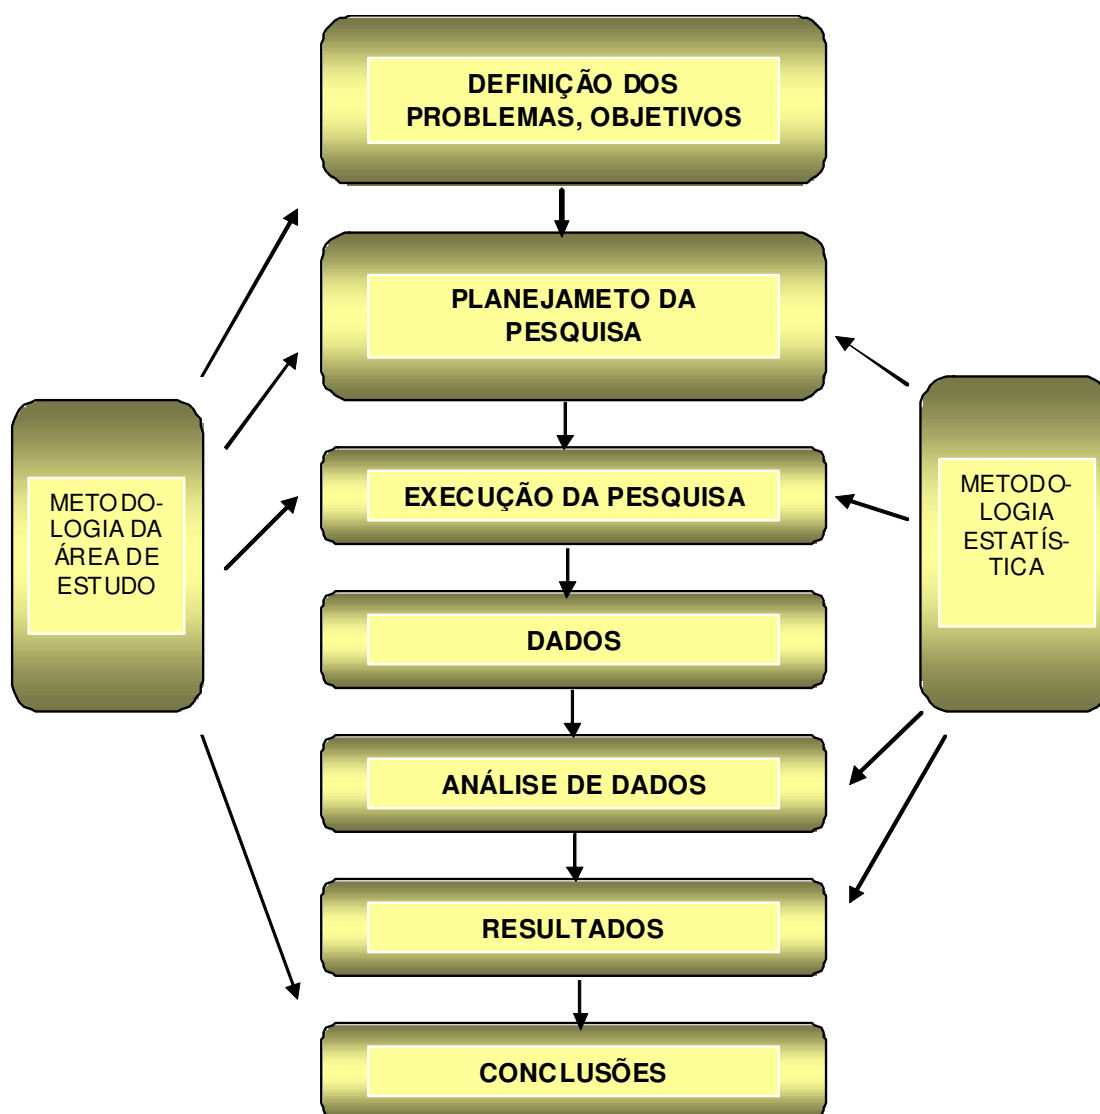 DEFINIÇÃO DOS
PROBLEMAS, OBJETIVOS
PLANEJAMETO DA
PESQUISA
EXECUÇÃO DA PESQUISA
METODO-
LOGIA DA
ÁREA DE
ESTUDO
METODO-
LOGIA
ESTATÍS-
TICA
DADOS
ANÁLISE DE DADOS
RESULTADOS
CONCLUSÕES